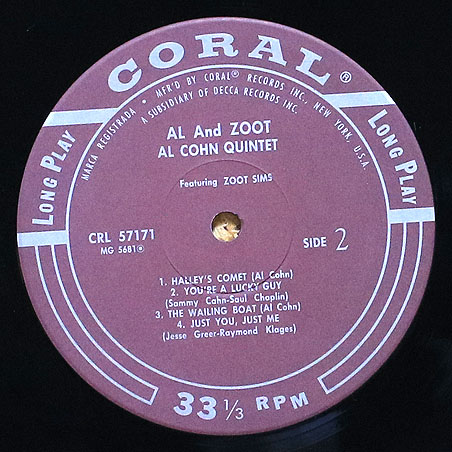 CORAL®
MARCA REGISTRADA • MFR'D BY CORAL® RECORDS INC., NEW YORK, U.S.A.
A SUBSIDIARY OF DECCA RECORDS INC.
LONG PLAY
LONG PLAY
AL And ZOOT
AL COHN QUINTET
Featuring ZOOT SIMS
CRL 57171
MG 5681®
SIDE 2
1. HALLEY'S COMET (Al Cohn)
2. YOU'RE A LUCKY GUY
(Sammy Cahn-Saul Chaplin)
3. THE WAILING BOAT (Al Cohn)
4. JUST YOU, JUST ME
(Jesse Greer-Raymond Klages)
33 1/3 RPM